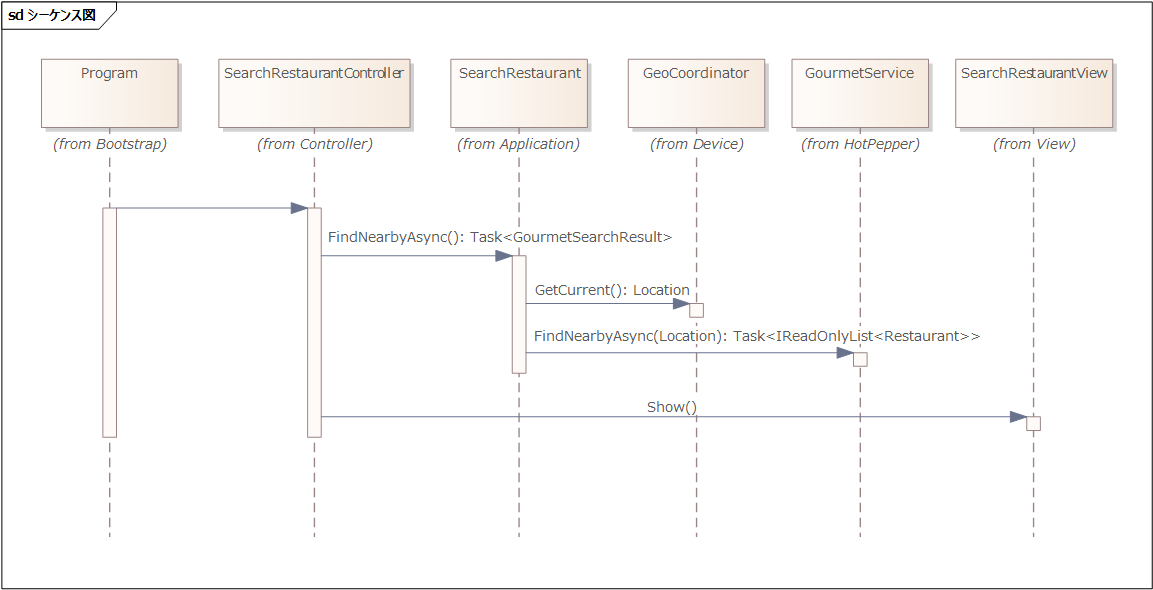 sd シーケンス図
Program
SearchRestaurantController
SearchRestaurant
GeoCoordinator
GourmetService
SearchRestaurantView
(from Bootstrap)
(from Controller)
(from Application)
(from Device)
(from HotPepper)
(from View)
FindNearbyAsync(): Task<GourmetSearchResult>
GetCurrent(): Location
FindNearbyAsync(Location): Task<IReadOnlyList<Restaurant>>
Show()